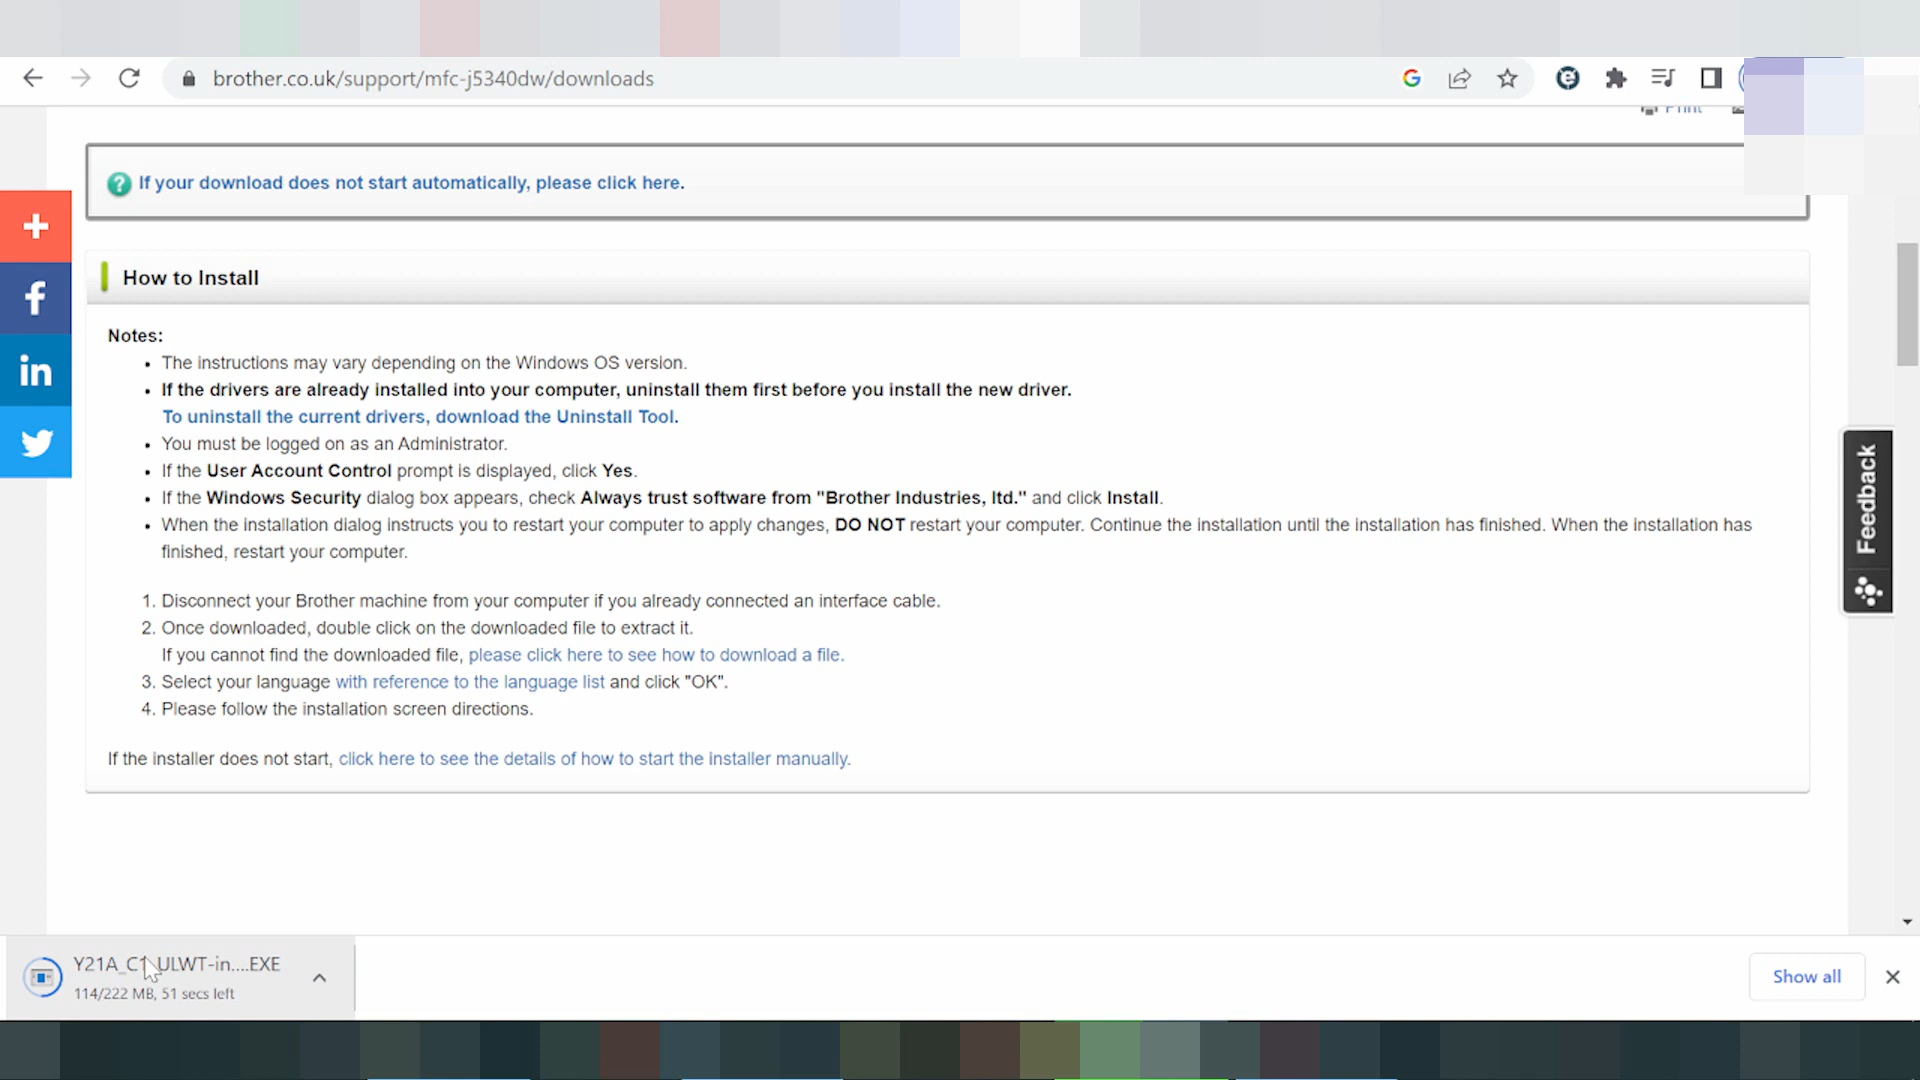 brother.co.uk/support/mfc-j5340dw/downloads
Print
If your download does not start automatically, please click here.
How to Install
Notes:
• The instructions may vary depending on the Windows OS version.
• If the drivers are already installed into your computer, uninstall them first before you install the new driver.
To uninstall the current drivers, download the Uninstall Tool.
• You must be logged on as an Administrator.
• If the User Account Control prompt is displayed, click Yes.
• If the Windows Security dialog box appears, check Always trust software from "Brother Industries, ltd." and click Install.
• When the installation dialog instructs you to restart your computer to apply changes, DO NOT restart your computer. Continue the installation until the installation has finished. When the installation has
finished, restart your computer.
1. Disconnect your Brother machine from your computer if you already connected an interface cable.
2. Once downloaded, double click on the downloaded file to extract it.
If you cannot find the downloaded file, please click here to see how to download a file.
3. Select your language with reference to the language list and click "OK".
4. Please follow the installation screen directions.
If the installer does not start, click here to see the details of how to start the installer manually.
Feedback
Y21A_C1_ULWT-in....EXE
114/222 MB, 51 secs left
Show all